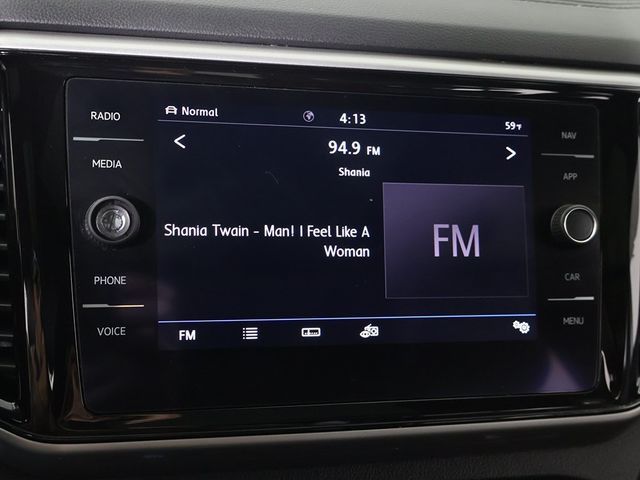 RADIO
MEDIA
PHONE
VOICE
Normal
4:13
59°F
94.9 FM
Shania
Shania Twain - Man! I Feel Like A
Woman
FM
FM
NAV
APP
CAR
MENU